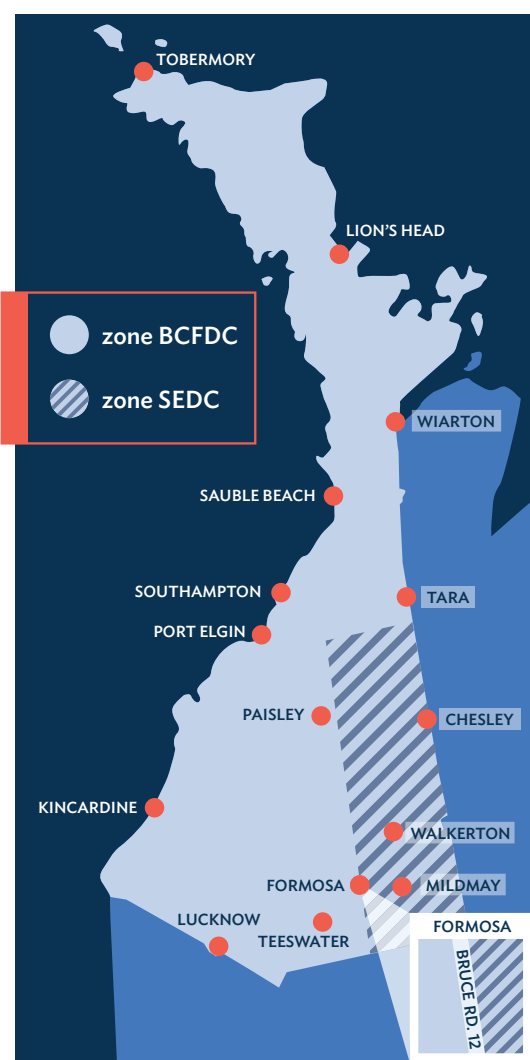 TOBERMORY
LION'S HEAD
zone BCFDC
zone SEDC
WIARTON
SAUBLE BEACH
SOUTHAMPTON
TARA
PORT ELGIN
PAISLEY
CHESLEY
KINCARDINE
WALKERTON
FORMOSA
MILDMAY
LUCKNOW
TEESWATER
FORMOSA
BRUCE RD. 12